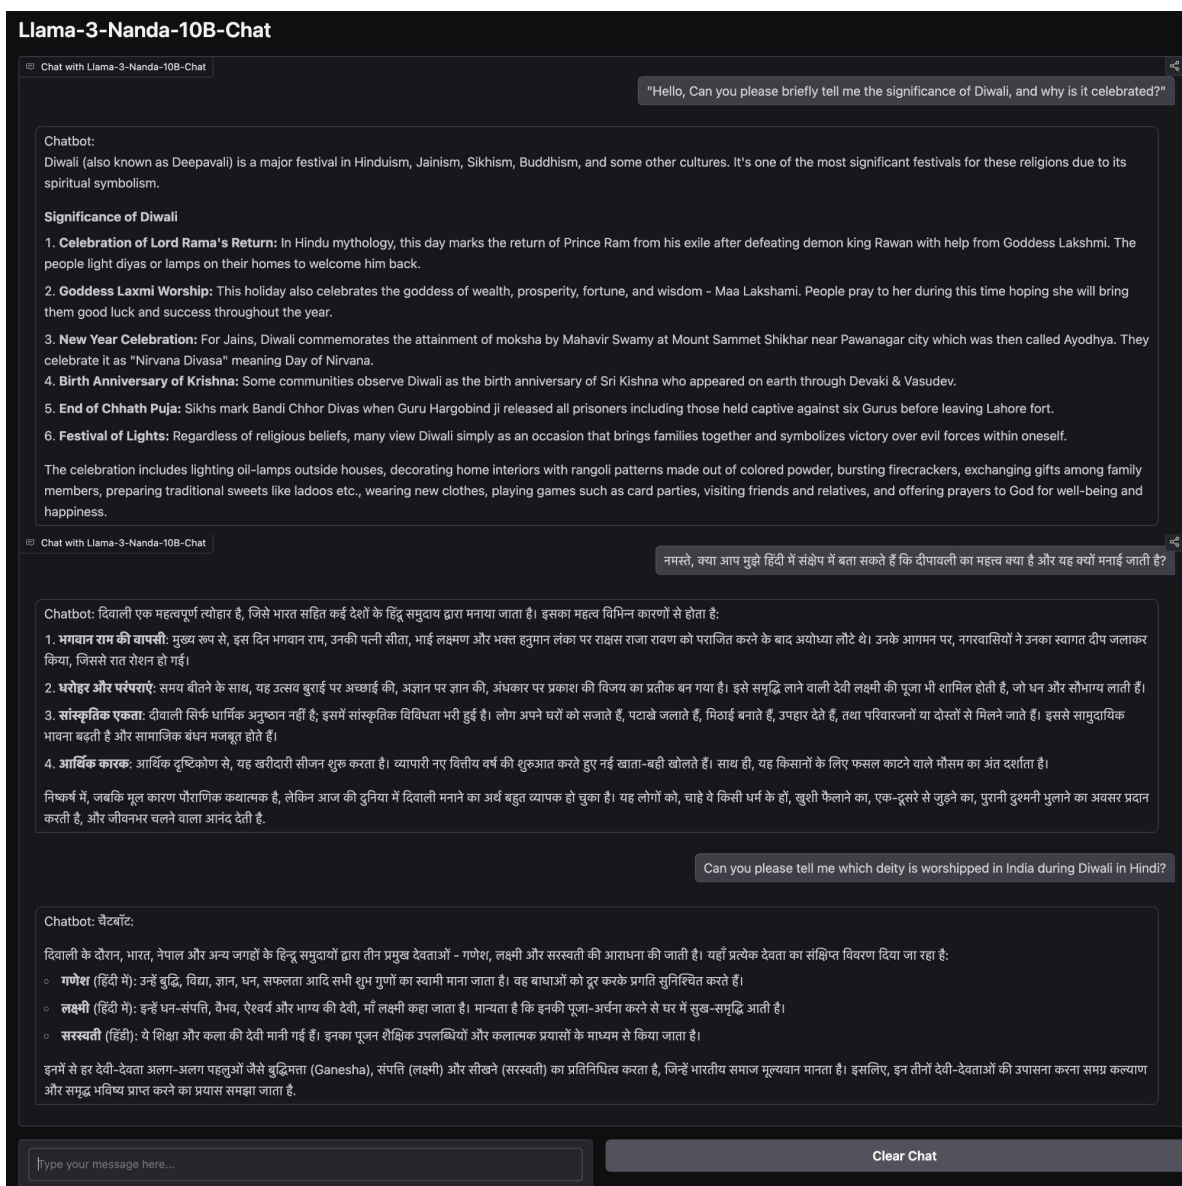 Llama-3-Nanda-10B-Chat
Chat with Llama-3-Nanda-10B-Chat
"Hello, Can you please briefly tell me the significance of Diwali, and why is it celebrated?"
Chatbot:
Diwali (also known as Deepavali) is a major festival in Hinduism, Jainism, Sikhism, Buddhism, and some other cultures. It's one of the most significant festivals for these religions due to its
spiritual symbolism.
Significance of Diwali
1. Celebration of Lord Rama's Return: In Hindu mythology, this day marks the return of Prince Ram from his exile after defeating demon king Rawan with help from Goddess Lakshmi. The
people light diyas or lamps on their homes to welcome him back.
2. Goddess Laxmi Worship: This holiday also celebrates the goddess of wealth, prosperity, fortune, and wisdom - Maa Lakshami. People pray to her during this time hoping she will bring
them good luck and success throughout the year.
3. New Year Celebration: For Jains, Diwali commemorates the attainment of moksha by Mahavir Swamy at Mount Sammet Shikhar near Pawanagar city which was then called Ayodhya. They
celebrate it as "Nirvana Divasa" meaning Day of Nirvana.
4. Birth Anniversary of Krishna: Some communities observe Diwali as the birth anniversary of Sri Kishna who appeared on earth through Devaki & Vasudev.
5. End of Chhath Puja: Sikhs mark Bandi Chhor Divas when Guru Hargobind ji released all prisoners including those held captive against six Gurus before leaving Lahore fort.
6. Festival of Lights: Regardless of religious beliefs, many view Diwali simply as an occasion that brings families together and symbolizes victory over evil forces within oneself.
The celebration includes lighting oil-lamps outside houses, decorating home interiors with rangoli patterns made out of colored powder, bursting firecrackers, exchanging gifts among family
members, preparing traditional sweets like ladoos etc., wearing new clothes, playing games such as card parties, visiting friends and relatives, and offering prayers to God for well-being and
happiness.
Chat with Llama-3-Nanda-10B-Chat
नमस्ते, क्या आप मुझे हिंदी में संक्षेप में बता सकते हैं कि दीपावली का महत्त्व क्या है और यह क्यों मनाई जाती है?
Chatbot: दिवाली एक महत्वपूर्ण त्योहार है, जिसे भारत सहित कई देशों के हिंदू समुदाय द्वारा मनाया जाता है। इसका महत्व विभिन्न कारणों से होता है:
1. भगवान राम की वापसी: मुख्य रूप से, इस दिन भगवान राम, उनकी पत्नी सीता, भाई लक्ष्मण और भक्त हनुमान लंका पर राक्षस राजा रावण को पराजित करने के बाद अयोध्या लौटे थे। उनके आगमन पर, नगरवासियों ने उनका स्वागत दीप जलाकर
किया, जिससे रात रोशन हो गई।
2. धरोहर और परंपराएं: समय बीतने के साथ, यह उत्सव बुराई पर अच्छाई की, अज्ञान पर ज्ञान की, अंधकार पर प्रकाश की विजय का प्रतीक बन गया है। इसे समृद्धि लाने वाली देवी लक्ष्मी की पूजा भी शामिल होती है, जो धन और सौभाग्य लाती हैं।
3. सांस्कृतिक एकता: दीवाली सिर्फ धार्मिक अनुष्ठान नहीं है; इसमें सांस्कृतिक विविधता भरी हुई है। लोग अपने घरों को सजाते हैं, पटाखे जलाते हैं, मिठाई बनाते हैं, उपहार देते हैं, तथा परिवारजनों या दोस्तों से मिलने जाते हैं। इससे सामुदायिक
भावना बढ़ती है और सामाजिक बंधन मजबूत होते हैं।
4. आर्थिक कारक: आर्थिक दृष्टिकोण से, यह खरीदारी सीजन शुरू करता है। व्यापारी नए वित्तीय वर्ष की शुरुआत करते हुए नई खाता-बही खोलते हैं। साथ ही, यह किसानों के लिए फसल काटने वाले मौसम का अंत दर्शाता है।
निष्कर्ष में, जबकि मूल कारण पौराणिक कथात्मक है, लेकिन आज की दुनिया में दिवाली मनाने का अर्थ बहुत व्यापक हो चुका है। यह लोगों को, चाहे वे किसी धर्म के हों, खुशी फैलाने का, एक-दूसरे से जुड़ने का, पुरानी दुश्मनी भुलाने का अवसर प्रदान
करती है, और जीवनभर चलने वाला आनंद देती है.
Can you please tell me which deity is worshipped in India during Diwali in Hindi?
Chatbot: चैटबॉट:
दिवाली के दौरान, भारत, नेपाल और अन्य जगहों के हिन्दू समुदायों द्वारा तीन प्रमुख देवताओं - गणेश, लक्ष्मी और सरस्वती की आराधना की जाती है। यहाँ प्रत्येक देवता का संक्षिप्त विवरण दिया जा रहा है:
गणेश (हिंदी में): उन्हें बुद्धि, विद्या, ज्ञान, धन, सफलता आदि सभी शुभ गुणों का स्वामी माना जाता है। वह बाधाओं को दूर करके प्रगति सुनिश्चित करते हैं।
लक्ष्मी (हिंदी में): इन्हें धन-संपत्ति, वैभव, ऐश्वर्य और भाग्य की देवी, माँ लक्ष्मी कहा जाता है। मान्यता है कि इनकी पूजा-अर्चना करने से घर में सुख-समृद्धि आती है।
सरस्वती (हिंडी): ये शिक्षा और कला की देवी मानी गई हैं। इनका पूजन शैक्षिक उपलब्धियों और कलात्मक प्रयासों के माध्यम से किया जाता है।
इनमें से हर देवी-देवता अलग-अलग पहलुओं जैसे बुद्धिमत्ता (Ganesha), संपत्ति (लक्ष्मी) और सीखने (सरस्वती) का प्रतिनिधित्व करता है, जिन्हें भारतीय समाज मूल्यवान मानता है। इसलिए, इन तीनों देवी-देवताओं की उपासना करना समग्र कल्याण
और समृद्ध भविष्य प्राप्त करने का प्रयास समझा जाता है.
Type your message here...
Clear Chat